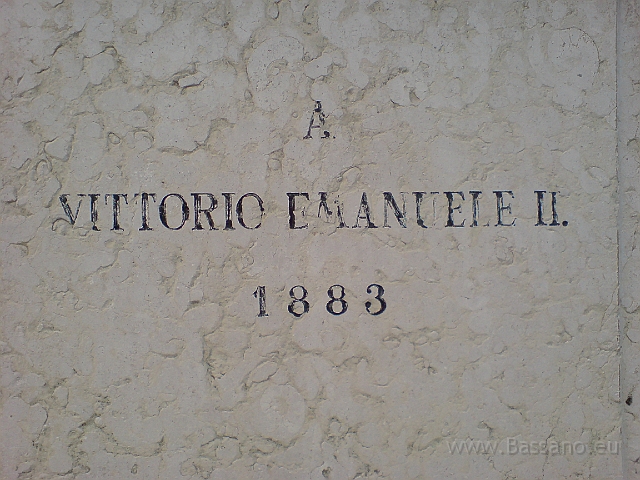 A.
VITTORIO EMANUELE II.
1883
www.Bassano.eu